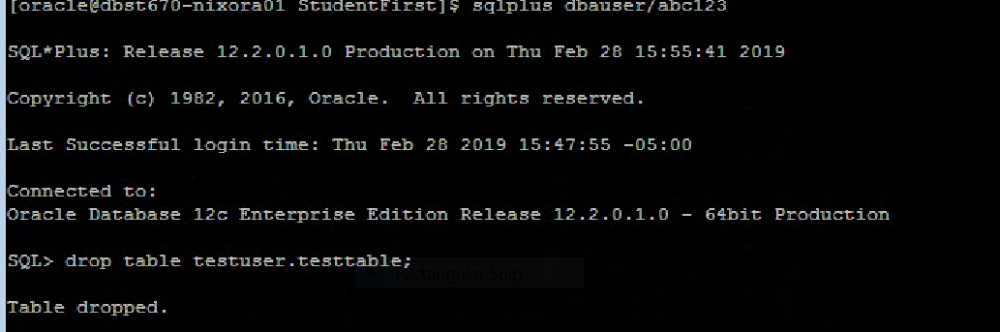 [oracle@dbst670-nixora01 StudentFirst]$ sqlplus dbauser/abc123
SQL*Plus: Release 12.2.0.1.0 Production on Thu Feb 28 15:55:41 2019
Copyright (c) 1982, 2016, Oracle.  All rights reserved.
Last Successful login time: Thu Feb 28 2019 15:47:55 -05:00
Connected to:
Oracle Database 12c Enterprise Edition Release 12.2.0.1.0 - 64bit Production
SQL> drop table testuser.testtable;
Rectangular Snip
Table dropped.